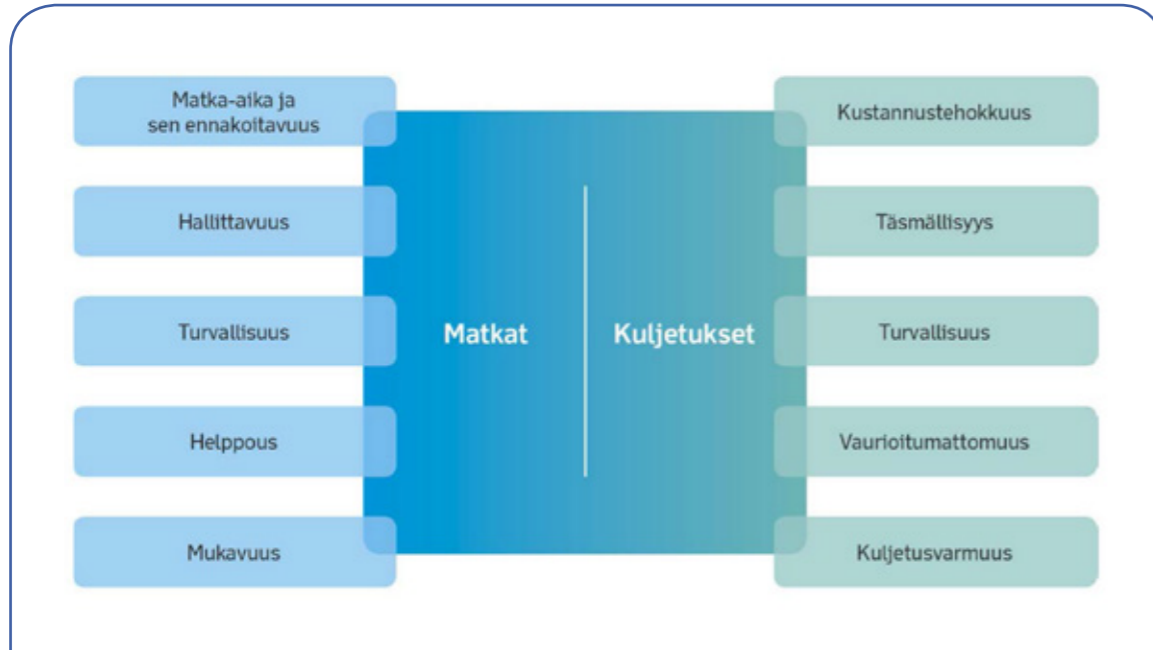 Matka-aika ja
sen ennakoitavuus
Hallittavuus
Turvallisuus
Helppous
Mukavuus
Matkat
Kuljetukset
Kustannustehokkuus
Täsmällisyys
Turvallisuus
Vaurioitumattomuus
Kuljetusvarmuus